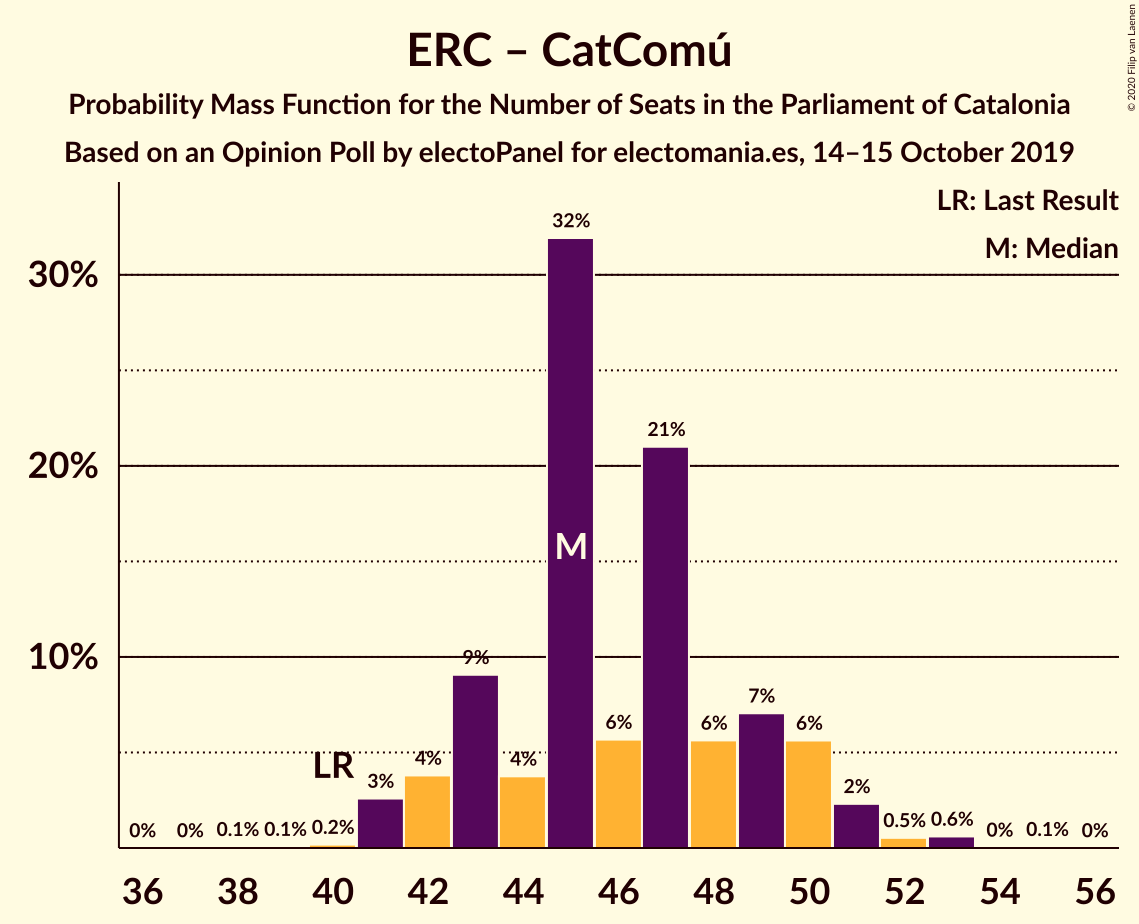 ERC – CatComú
Probability Mass Function for the Number of Seats in the Parliament of Catalonia
Based on an Opinion Poll by electoPanel for electomania.es, 14–15 October 2019
© 2020 Filip van Laenen
LR: Last Result
M: Median
30%
20%
10%
0%
0%
0.1%
0.1%
0.2%
LR
3%
4%
9%
4%
32%
M
6%
21%
6%
7%
6%
2%
0.5%
0.6%
0%
0.1%
0%
36 38 40 42 44 46 48 50 52 54 56